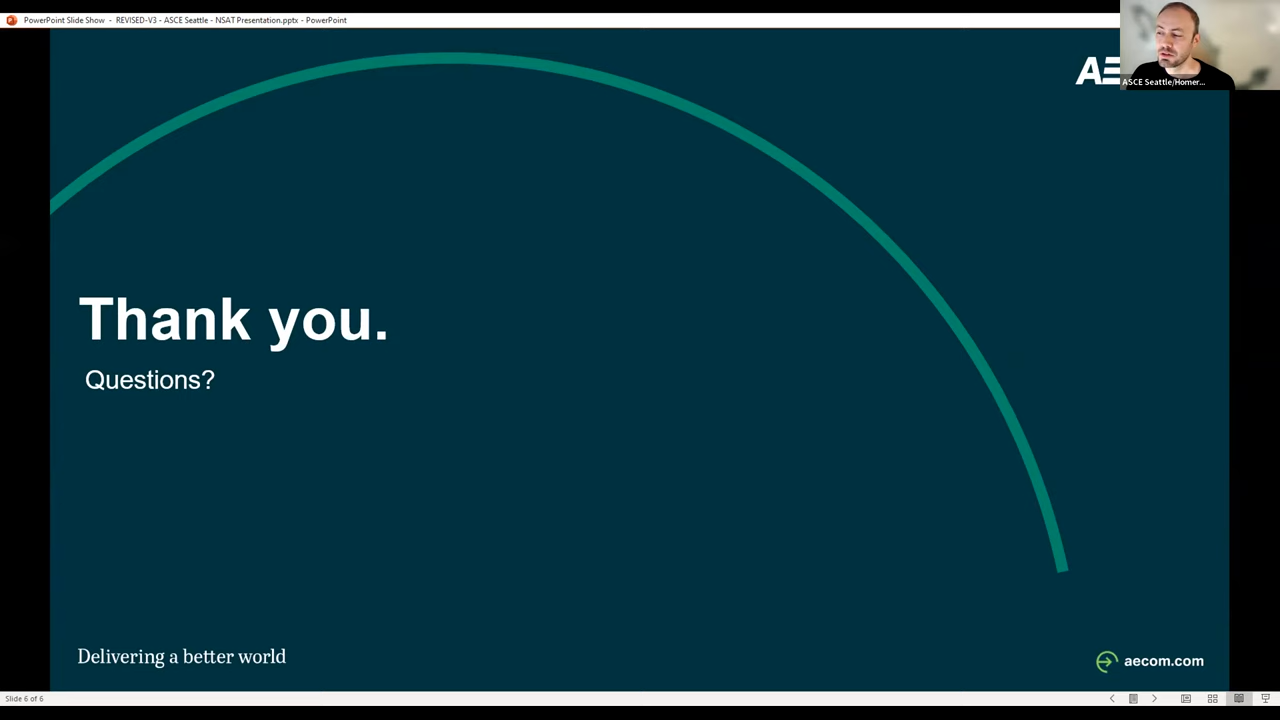 PowerPoint Slide Show - REVISED-V3 - ASCE Seattle - NSAT Presentation.pptx - PowerPoint
AE
ASCE Seattle/Homer...
Thank you.
Questions?
Delivering a better world
aecom.com
Slide 6 of 6